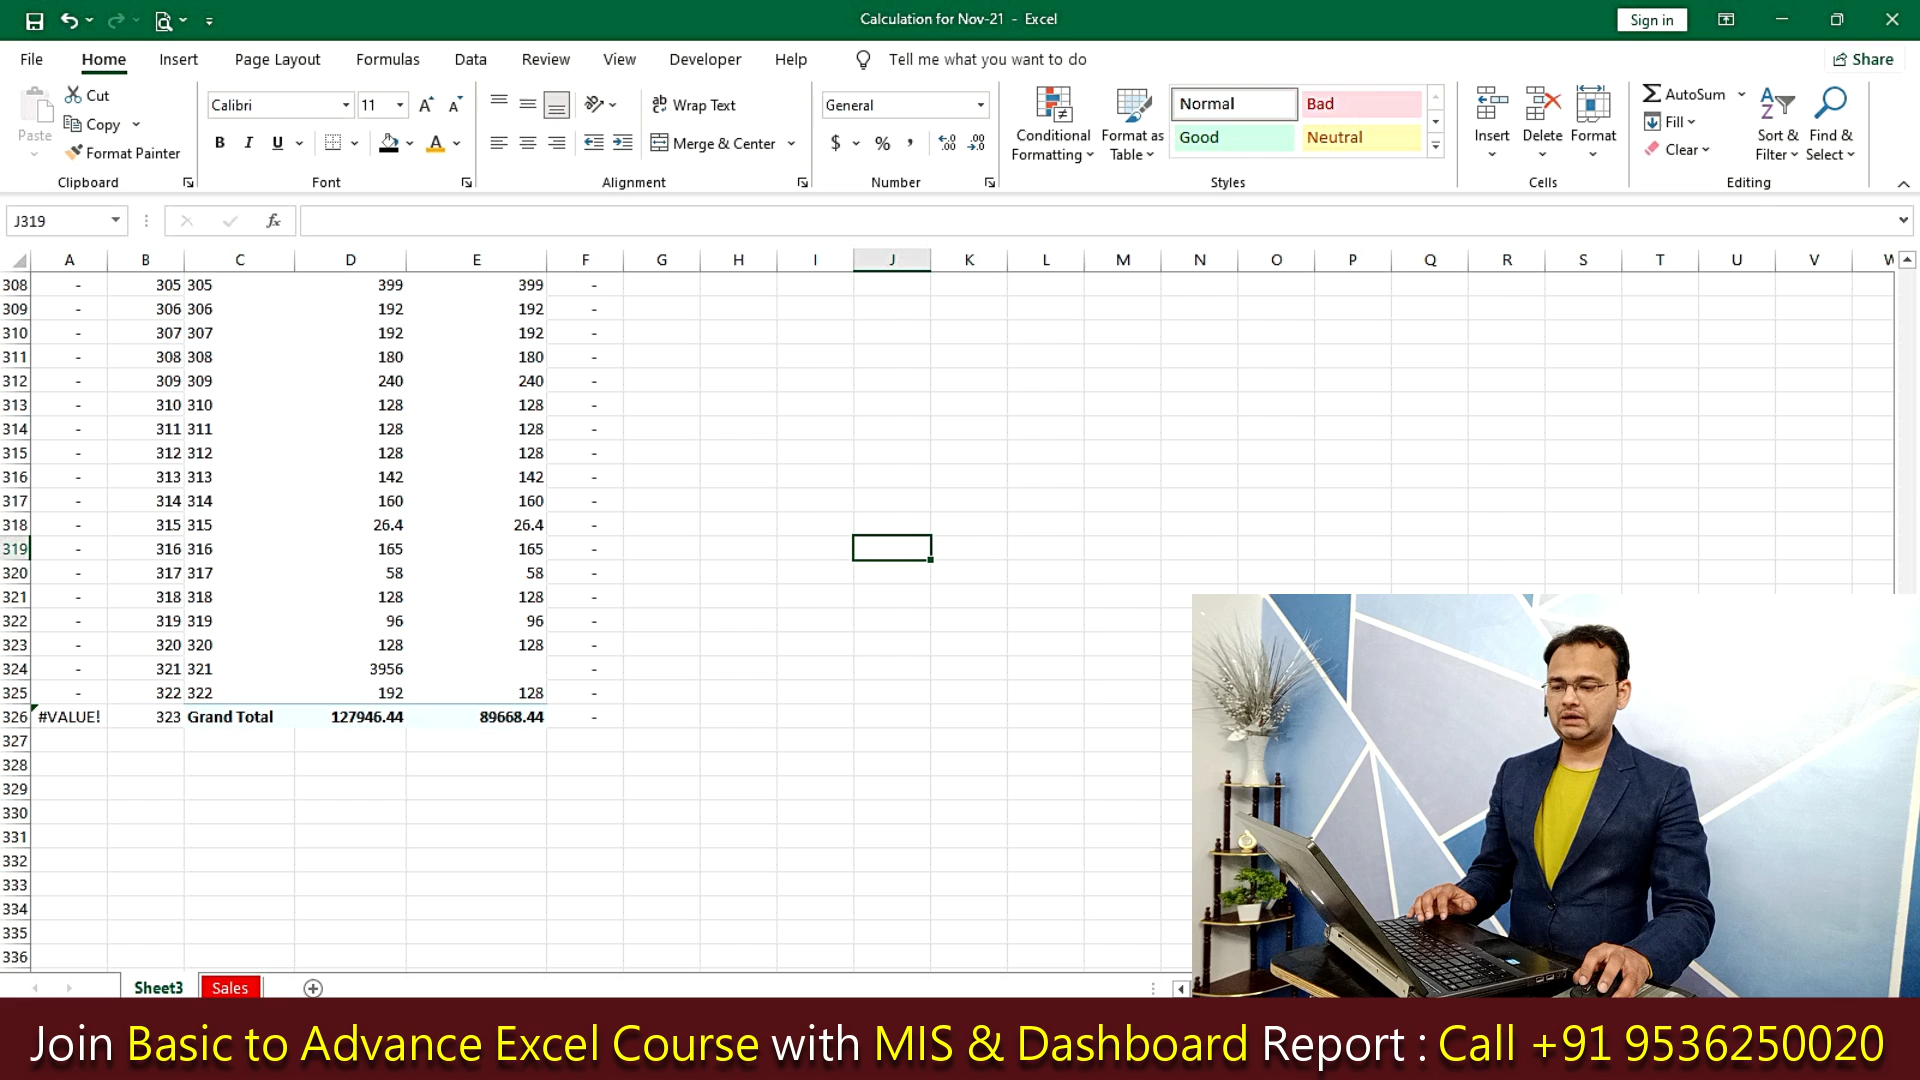 Calculation for Nov-21 - Excel
Sign in
File Home Insert Page Layout Formulas Data Review View Developer Help Tell me what you want to do Share
Paste Cut Copy Format Painter Clipboard
Calibri 11 B I U A Font
Wrap Text Merge & Center Alignment
General $ % , Number
Conditional Formatting Format as Table Normal Bad Good Neutral Styles
Insert Delete Format Cells
AutoSum Fill Clear Sort & Filter Find & Select Editing
J319 fx
A B C D E F G H I J K L M N O P Q R S T U V W
308 - 305 305 399 399 -
309 - 306 306 192 192 -
310 - 307 307 192 192 -
311 - 308 308 180 180 -
312 - 309 309 240 240 -
313 - 310 310 128 128 -
314 - 311 311 128 128 -
315 - 312 312 128 128 -
316 - 313 313 142 142 -
317 - 314 314 160 160 -
318 - 315 315 26.4 26.4 -
319 - 316 316 165 165 -
320 - 317 317 58 58 -
321 - 318 318 128 128 -
322 - 319 319 96 96 -
323 - 320 320 128 128 -
324 - 321 321 3956 -
325 - 322 322 192 128 -
326 #VALUE! 323 Grand Total 127946.44 89668.44 -
327
328
329
330
331
332
333
334
335
336
Sheet3 Sales
Join Basic to Advance Excel Course with MIS & Dashboard Report : Call +91 9536250020